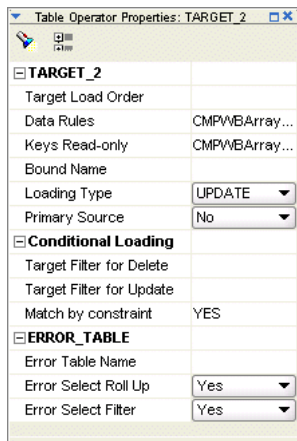 Table Operator Properties: TARGET_2
TARGET_2
Target Load Order
Data Rules CMPWBArray...
Keys Read-only CMPWBArray...
Bound Name
Loading Type UPDATE
Primary Source No
Conditional Loading
Target Filter for Delete
Target Filter for Update
Match by constraint YES
ERROR_TABLE
Error Table Name
Error Select Roll Up Yes
Error Select Filter Yes